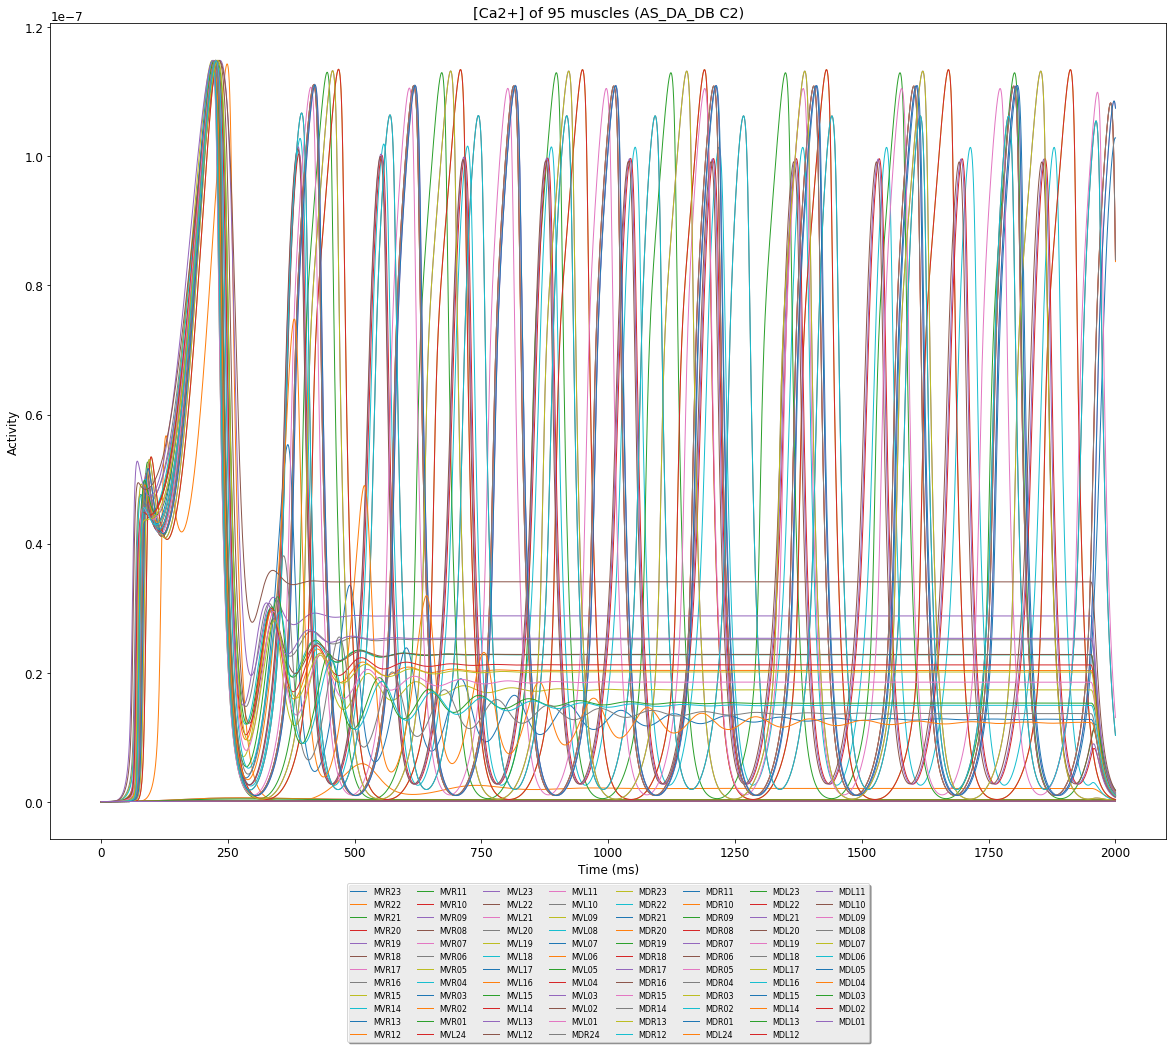 [Ca2+] of 95 muscles (AS_DA_DB C2)
1e−7
1.2
1.0
0.8
0.6
0.4
0.2
0.0
Activity
0 250 500 750 1000 1250 1500 1750 2000
Time (ms)
MVR23 MVR11 MVL23 MVL11 MDR23 MDR11 MDL23 MDL11
MVR22 MVR10 MVL22 MVL10 MDR22 MDR10 MDL22 MDL10
MVR21 MVR09 MVL21 MVL09 MDR21 MDR09 MDL21 MDL09
MVR20 MVR08 MVL20 MVL08 MDR20 MDR08 MDL20 MDL08
MVR19 MVR07 MVL19 MVL07 MDR19 MDR07 MDL19 MDL07
MVR18 MVR06 MVL18 MVL06 MDR18 MDR06 MDL18 MDL06
MVR17 MVR05 MVL17 MVL05 MDR17 MDR05 MDL17 MDL05
MVR16 MVR04 MVL16 MVL04 MDR16 MDR04 MDL16 MDL04
MVR15 MVR03 MVL15 MVL03 MDR15 MDR03 MDL15 MDL03
MVR14 MVR02 MVL14 MVL02 MDR14 MDR02 MDL14 MDL02
MVR13 MVR01 MVL13 MVL01 MDR13 MDR01 MDL13 MDL01
MVR12 MVL24 MVL12 MDR24 MDR12 MDL24 MDL12